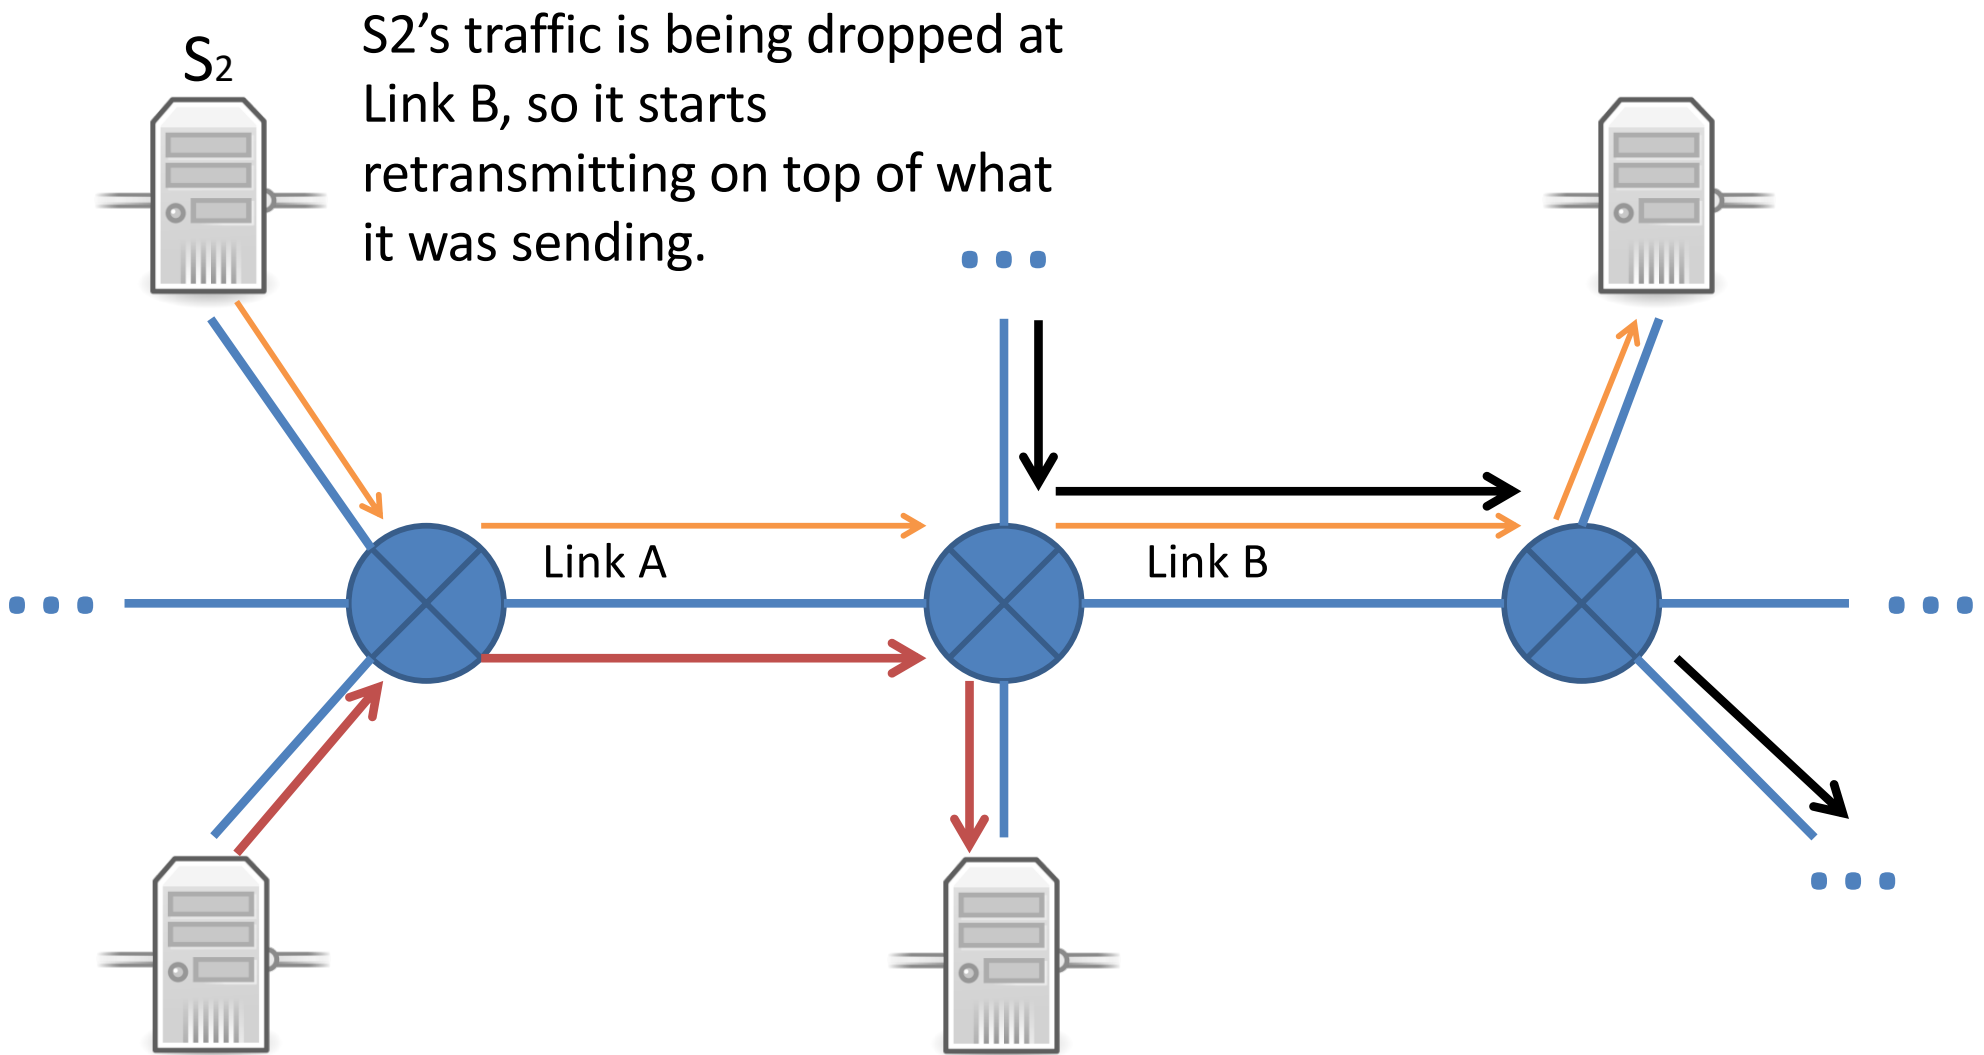 S2
S2’s traffic is being dropped at
Link B, so it starts
retransmitting on top of what
it was sending.
Link A
Link B